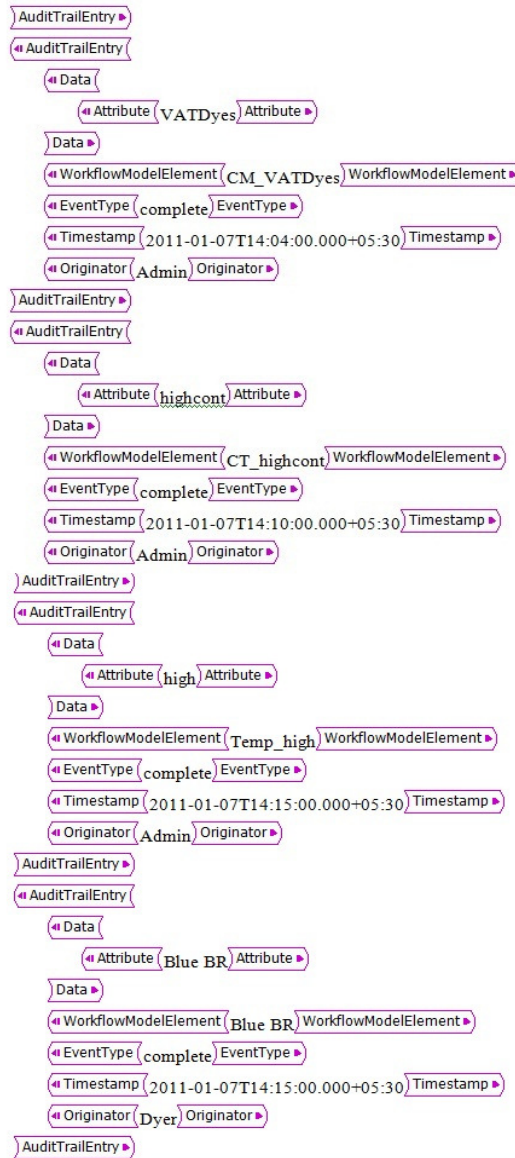 AuditTrailEntry
AuditTrailEntry
Data
Attribute VATDyes Attribute
Data
WorkflowModelElement CM_VATDyes WorkflowModelElement
EventType complete EventType
Timestamp 2011-01-07T14:04:00.000+05:30 Timestamp
Originator Admin Originator
AuditTrailEntry
AuditTrailEntry
Data
Attribute highcont Attribute
Data
WorkflowModelElement CT_highcont WorkflowModelElement
EventType complete EventType
Timestamp 2011-01-07T14:10:00.000+05:30 Timestamp
Originator Admin Originator
AuditTrailEntry
AuditTrailEntry
Data
Attribute high Attribute
Data
WorkflowModelElement Temp_high WorkflowModelElement
EventType complete EventType
Timestamp 2011-01-07T14:15:00.000+05:30 Timestamp
Originator Admin Originator
AuditTrailEntry
AuditTrailEntry
Data
Attribute Blue BR Attribute
Data
WorkflowModelElement Blue BR WorkflowModelElement
EventType complete EventType
Timestamp 2011-01-07T14:15:00.000+05:30 Timestamp
Originator Dyer Originator
AuditTrailEntry